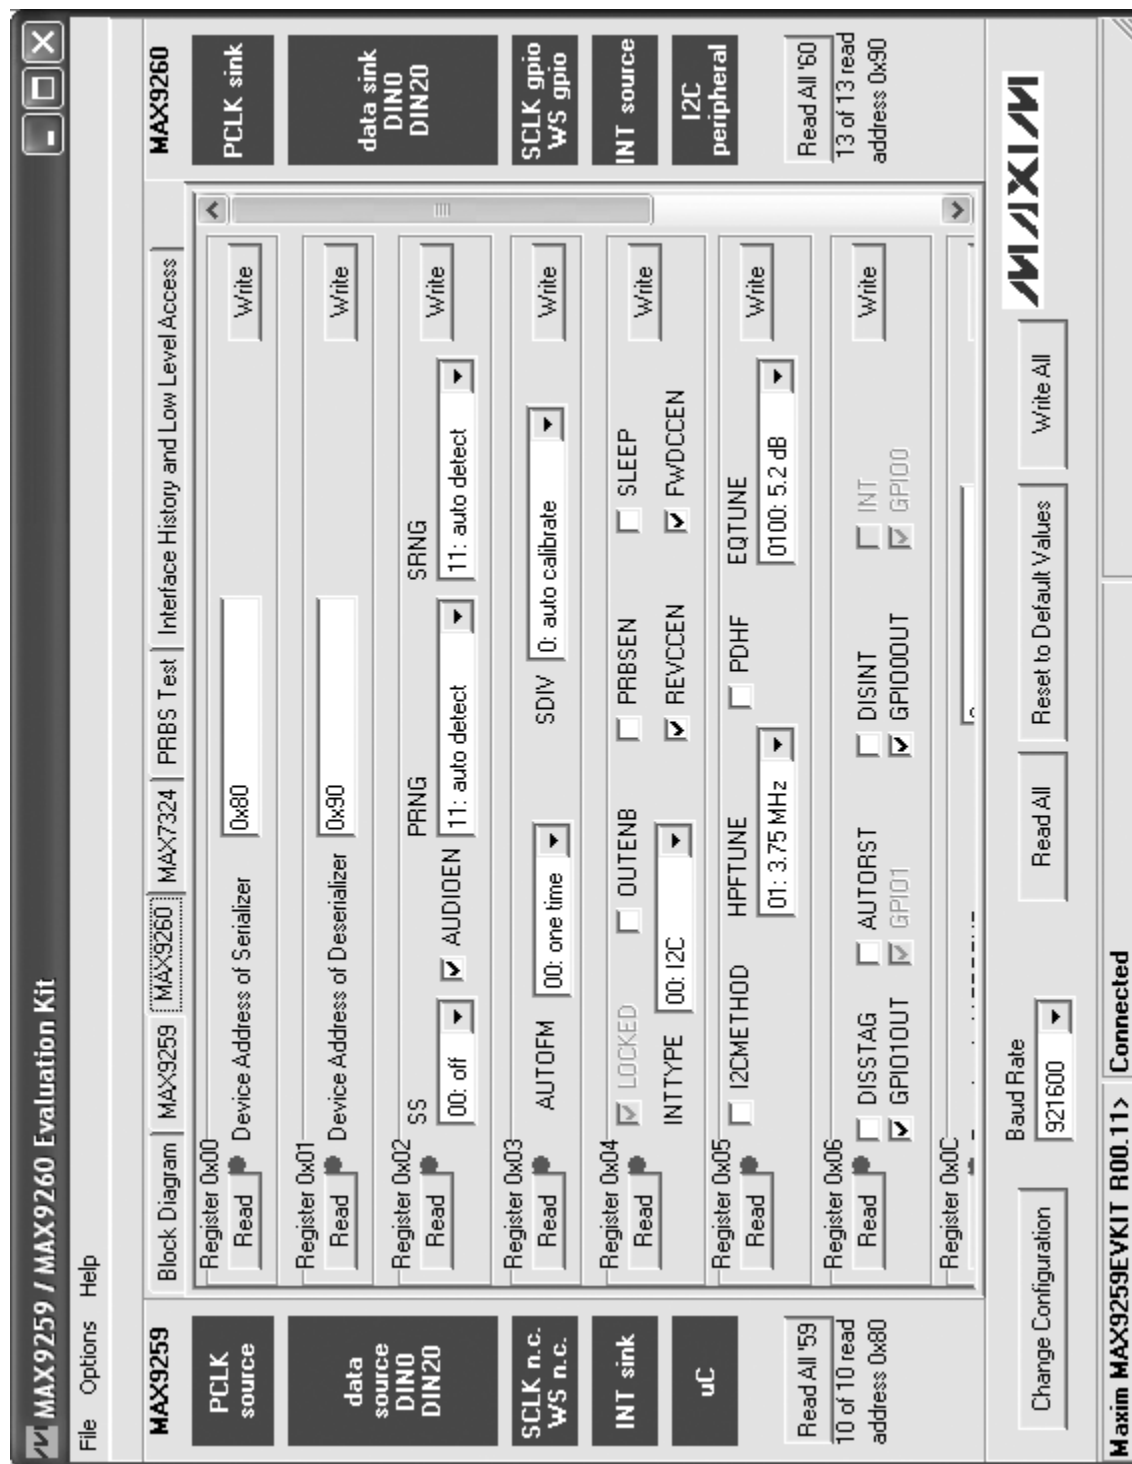 MAX9259 / MAX9260 Evaluation Kit
File Options Help
MAX9259
PCLK
source
data
source
DIN0
DIN20
SCLK n.c.
WS n.c.
INT sink
uC
Read All '59
10 of 10 read
address 0x80
Block Diagram MAX9259 MAX9260 MAX7324 PRBS Test Interface History and Low Level Access
Register 0x00
Read Device Address of Serializer 0x80 Write
Register 0x01
Read Device Address of Deserializer 0x90 Write
Register 0x02
SS PRNG SRNG
Read 00: off AUDIOEN 11: auto detect 11: auto detect Write
Register 0x03
Read AUTOFM 00: one time SDIV 0: auto calibrate Write
Register 0x04
Read LOCKED OUTENB PRBSEN SLEEP Write
INTTYPE 00: I2C REVCCEN FWDCCEN
Register 0x05
Read I2CMETHOD HPFTUNE PDHF EQTUNE Write
01: 3.75 MHz 0100: 5.2 dB
Register 0x06
Read DISSTAG AUTORST DISINT INT Write
GPIO1OUT GPIO1 GPIO0OUT GPIO0
Register 0x0C
MAX9260
PCLK sink
data sink
DIN0
DIN20
SCLK gpio
WS gpio
INT source
I2C
peripheral
Read All '60
13 of 13 read
address 0x90
Change Configuration
Baud Rate
921600
Read All
Reset to Default Values
Write All
MAXIM
Maxim MAX9259EVKIT R00.11> Connected